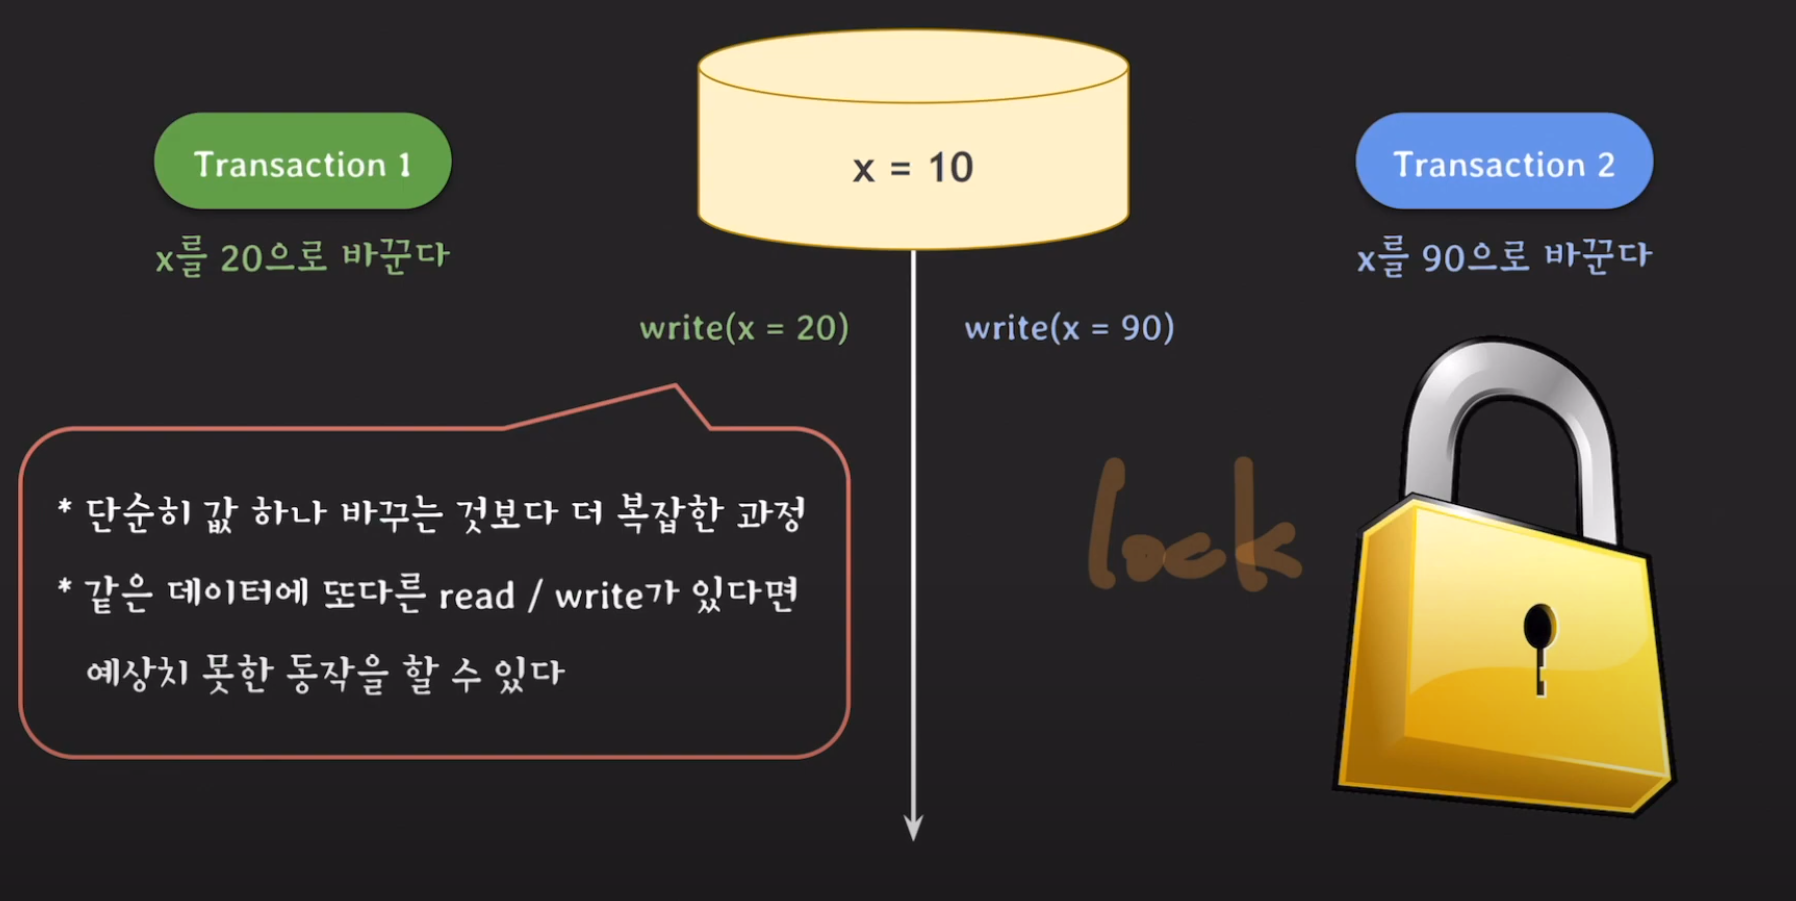 x = 10
Transaction 1
Transaction 2
x를 20으로 바꾼다
x를 90으로 바꾼다
write(x = 20)
write(x = 90)
* 단순히 값 하나 바꾸는 것보다 더 복잡한 과정
* 같은 데이터에 또다른 read / write가 있다면
예상치 못한 동작을 할 수 있다
lock